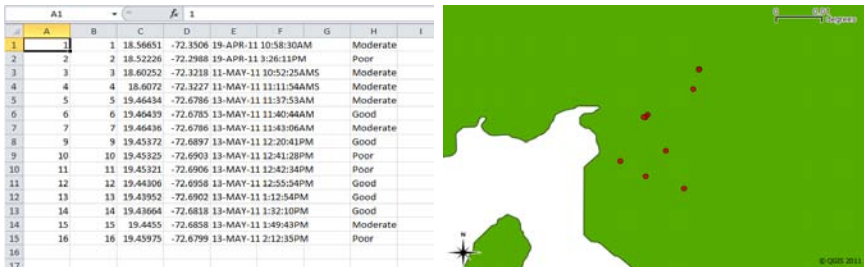 A1 fx 1
A B C D E F G H I
1 1 1 18.56651 -72.3506 19-APR-11 10:58:30AM Moderate
2 2 2 18.52226 -72.2988 19-APR-11 3:26:11PM Poor
3 3 3 18.60252 -72.3218 11-MAY-11 10:52:25AMS Moderate
4 4 4 18.6072 -72.3227 11-MAY-11 11:11:54AMS Moderate
5 5 5 19.46434 -72.6786 13-MAY-11 11:37:53AM Moderate
6 6 6 19.46439 -72.6785 13-MAY-11 11:40:44AM Good
7 7 7 19.46436 -72.6786 13-MAY-11 11:43:06AM Moderate
8 9 9 19.45372 -72.6897 13-MAY-11 12:20:41PM Good
9 10 10 19.45325 -72.6903 13-MAY-11 12:41:28PM Poor
10 11 11 19.45321 -72.6906 13-MAY-11 12:42:34PM Poor
11 12 12 19.44306 -72.6958 13-MAY-11 12:55:54PM Good
12 13 13 19.43952 -72.6902 13-MAY-11 1:12:54PM Good
13 14 14 19.43664 -72.6818 13-MAY-11 1:32:10PM Good
14 15 15 19.4455 -72.6858 13-MAY-11 1:49:43PM Moderate
15 16 16 19.45975 -72.6799 13-MAY-11 2:12:35PM Poor
16
17
0 0.01
degrees
N
© QGIS 2011